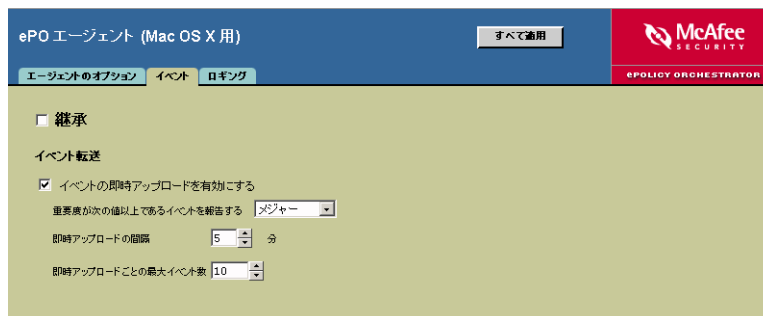 ePO エージェント (Mac OS X 用)
すべて適用
McAfee
SECURITY
エージェントのオプション イベント ロギング
ePOLICY ORCHESTRATOR
継承
イベント転送
イベントの即時アップロードを有効にする
重要度が次の値以上であるイベントを報告する メジャー
即時アップロードの間隔 5 分
即時アップロードごとの最大イベント数 10